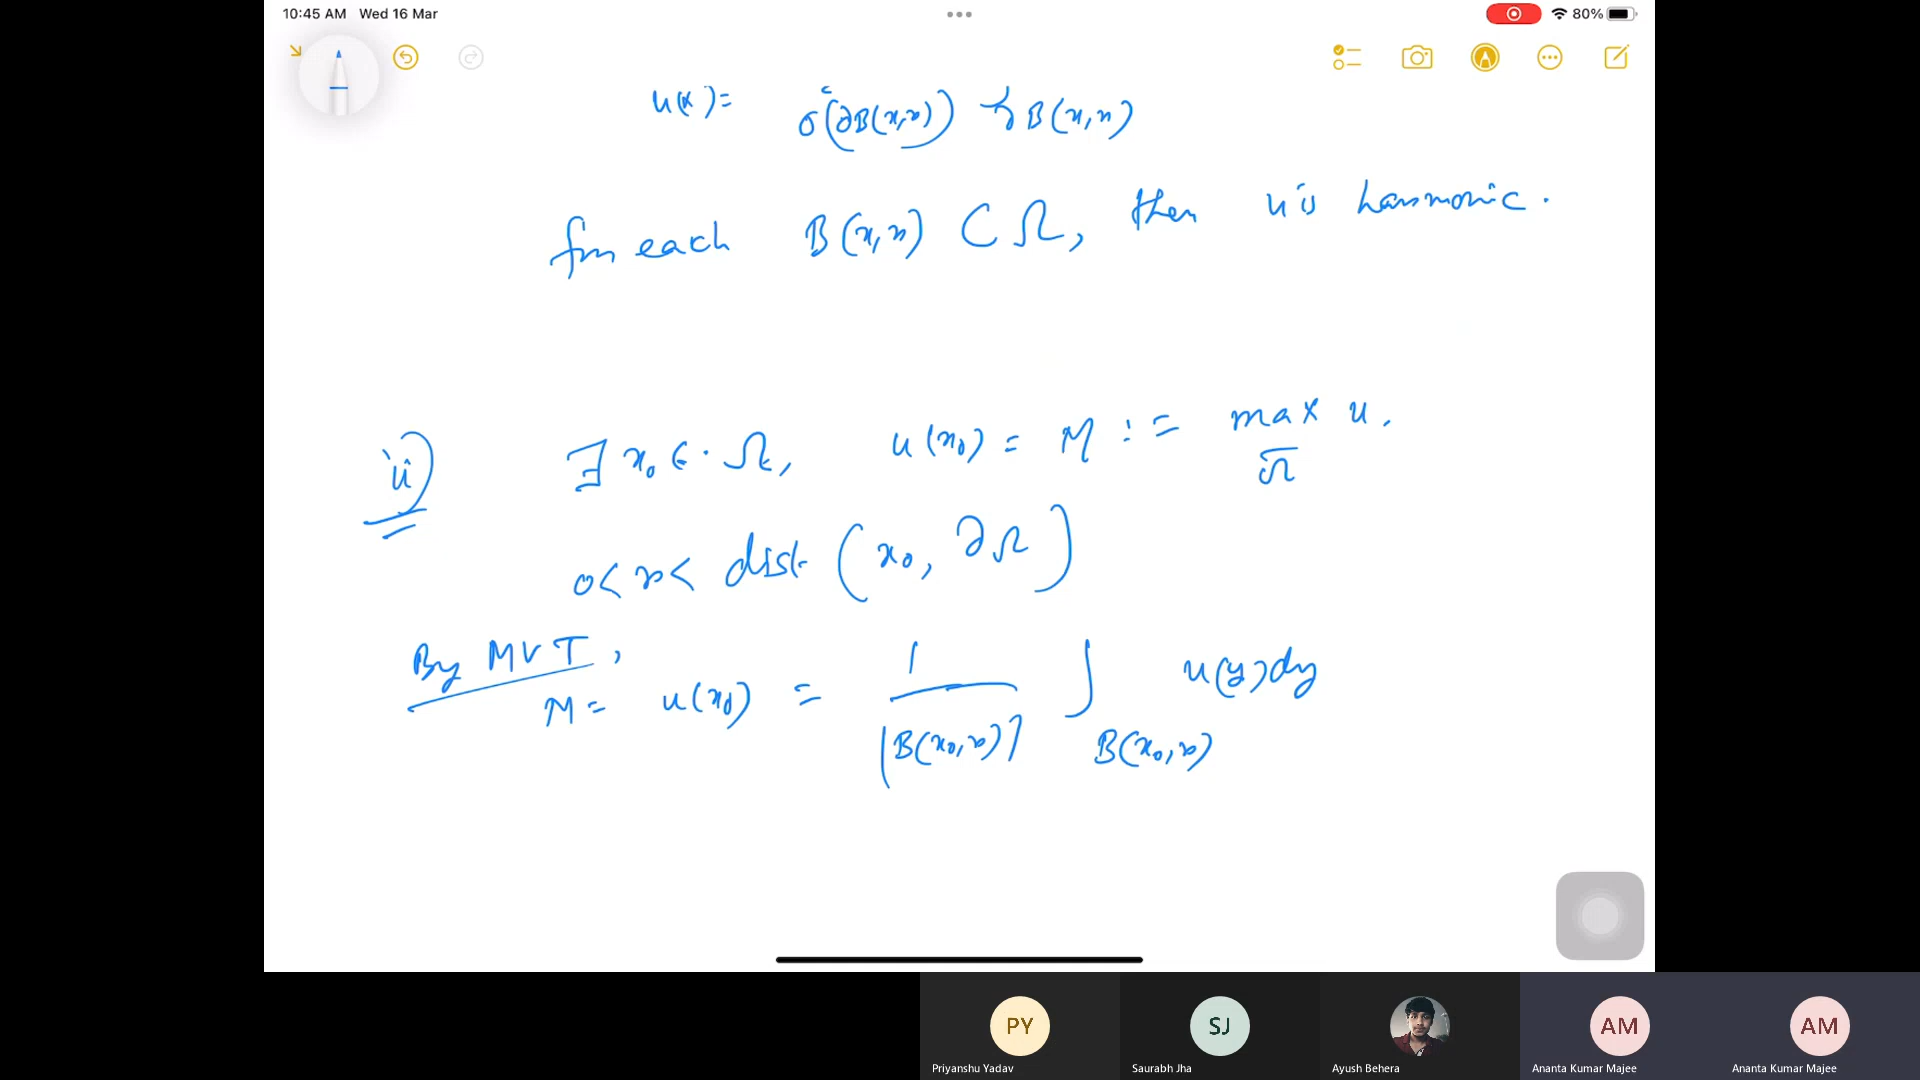 10:45 AM Wed 16 Mar
80%
u(x) = σ(∂B(x,r)) ∂B(x,r)
for each B(x,r) ⊂ Ω, then u is harmonic.
ii) ∃ x₀ ∈ Ω, u(x₀) = M := max u.
Ω̅
0 < r < dist (x₀, ∂Ω)
By MVT,
M = u(x₀) = 1 ∫ u(y) dy
|B(x₀,r)| B(x₀,r)
PY SJ AM AM
Priyanshu Yadav Saurabh Jha Ayush Behera Ananta Kumar Majee Ananta Kumar Majee